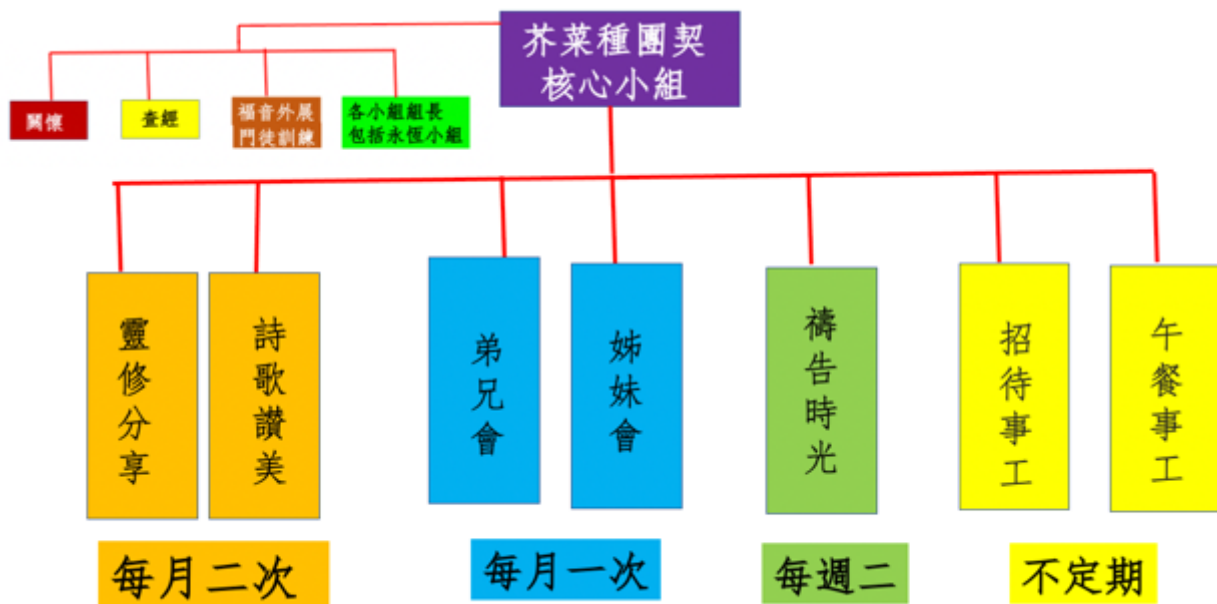 芥菜種團契
核心小組
關懷
查經
福音外展
門徒訓練
各小組組長
包括永恆小組
靈修分享
詩歌讚美
弟兄會
姊妹會
禱告時光
招待事工
午餐事工
每月二次
每月一次
每週二
不定期